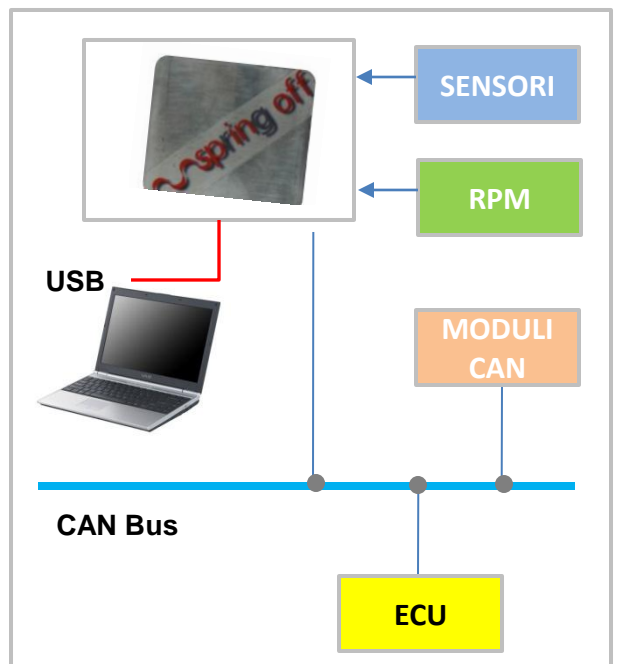 spring off
SENSORI
RPM
USB
MODULI
CAN
CAN Bus
ECU